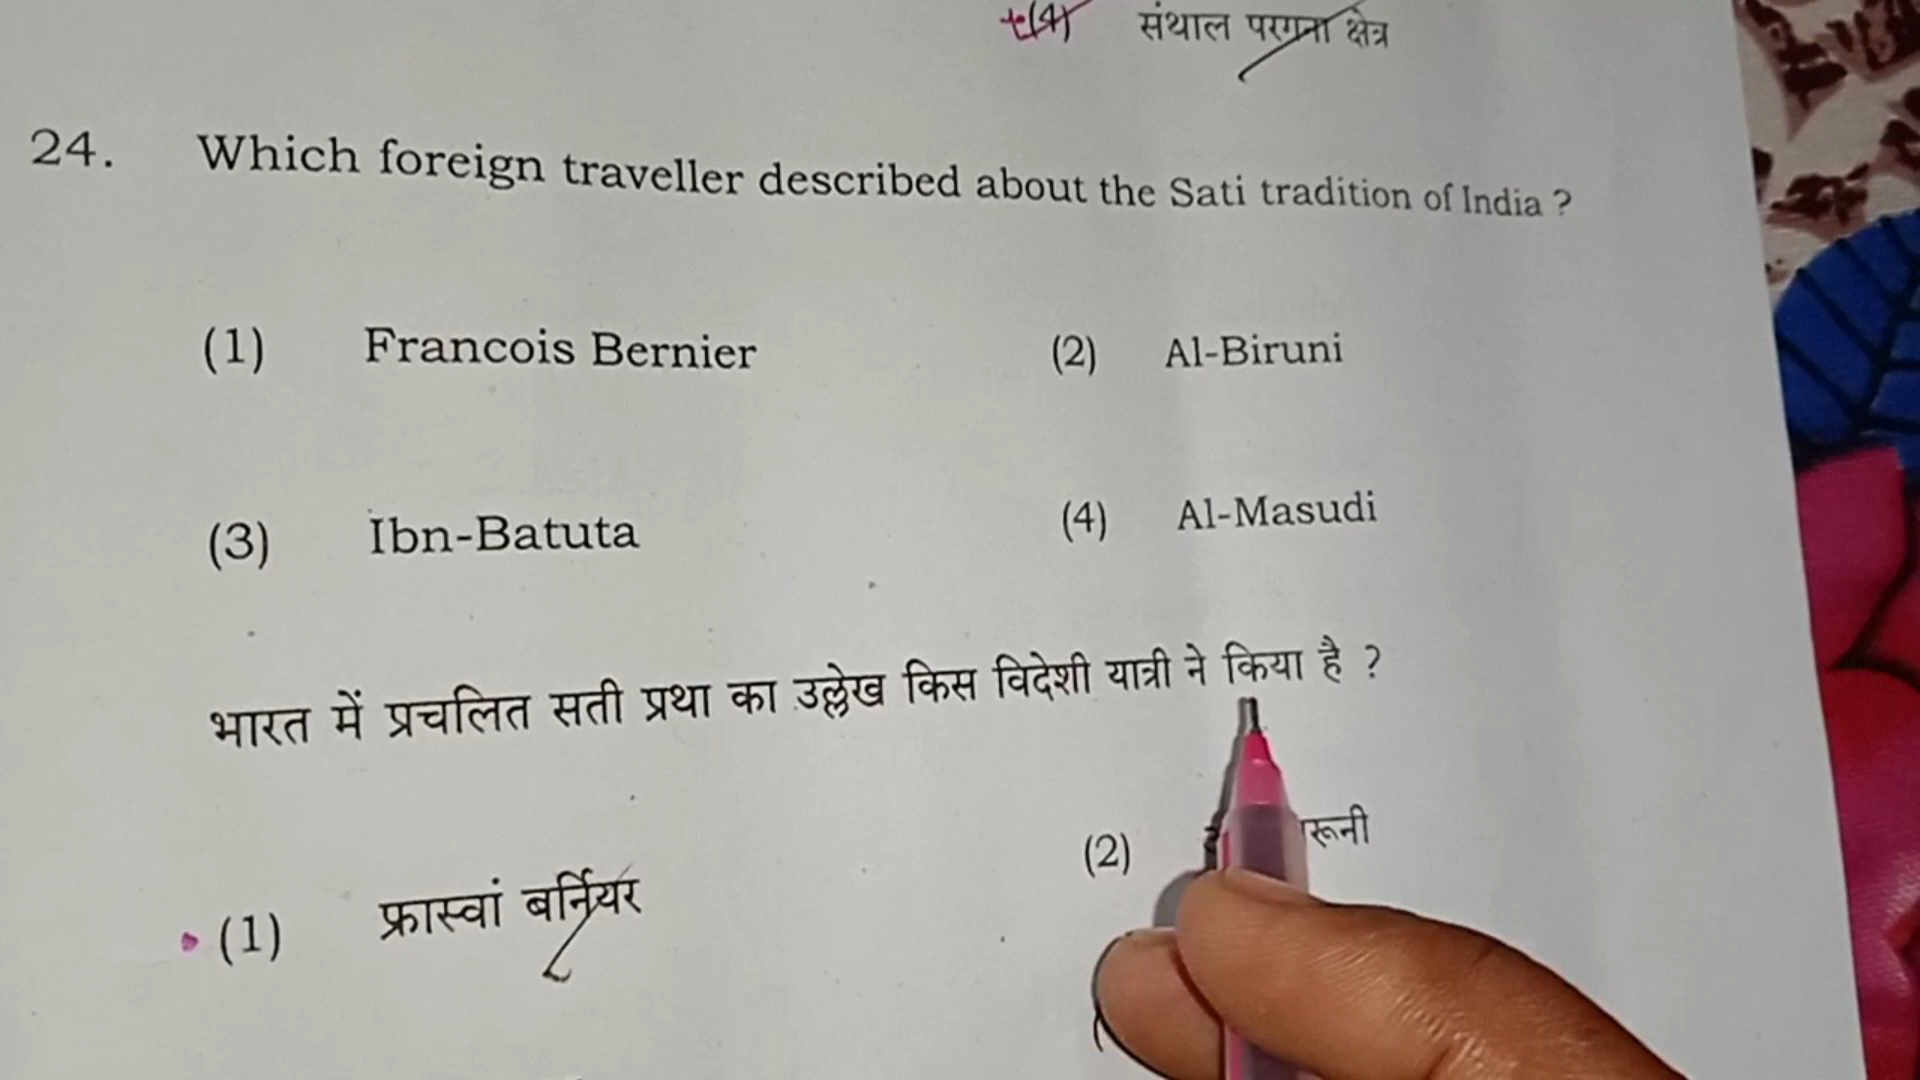 (4) संथाल परगना क्षेत्र
24. Which foreign traveller described about the Sati tradition of India ?
(1) Francois Bernier (2) Al-Biruni
(3) Ibn-Batuta (4) Al-Masudi
भारत में प्रचलित सती प्रथा का उल्लेख किस विदेशी यात्री ने किया है ?
(2)
(1) फ्रास्वां बर्नियर